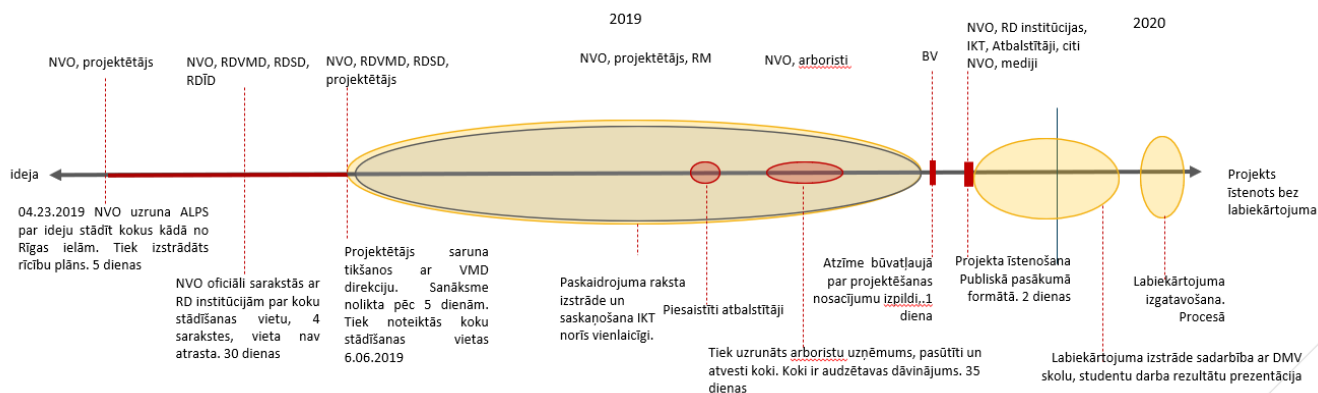 2019
2020
NVO, projektētājs
NVO, RDVMD, RDSD,
RDĪD
NVO, RDVMD, RDSD,
projektētājs
NVO, projektētājs, RM
NVO, arboristi
BV
NVO, RD institūcijas,
IKT, Atbalstītāji, citi
NVO, mediji
ideja
Projekts
īstenots bez
labiekārtojuma
04.23.2019 NVO uzruna ALPS
par ideju stādīt kokus kādā no
Rīgas ielām. Tiek izstrādāts
rīcību plāns. 5 dienas
NVO oficiāli sarakstās ar
RD institūcijām par koku
stādīšanas vietu, 4
sarakstes, vieta nav
atrasta. 30 dienas
Projektētājs saruna
tikšanos ar VMD
direkciju. Sanāksme
nolikta pēc 5 dienām.
Tiek noteiktās koku
stādīšanas vietas
6.06.2019
Paskaidrojuma raksta
izstrāde un
saskaņošana IKT
norīs vienlaicīgi.
Piesaistīti atbalstītāji
Tiek uzrunāts arboristu uzņēmums, pasūtīti un
atvesti koki. Koki ir audzētavas dāvinājums. 35
dienas
Atzīme būvatļaujā
par projektēšanas
nosacījumu izpildi,.1
diena
Projekta īstenošana
Publiskā pasākumā
formātā. 2 dienas
Labiekārtojuma
izgatavošana.
Procesā
Labiekārtojuma izstrāde sadarbība ar DMV
skolu, studentu darba rezultātu prezentācija